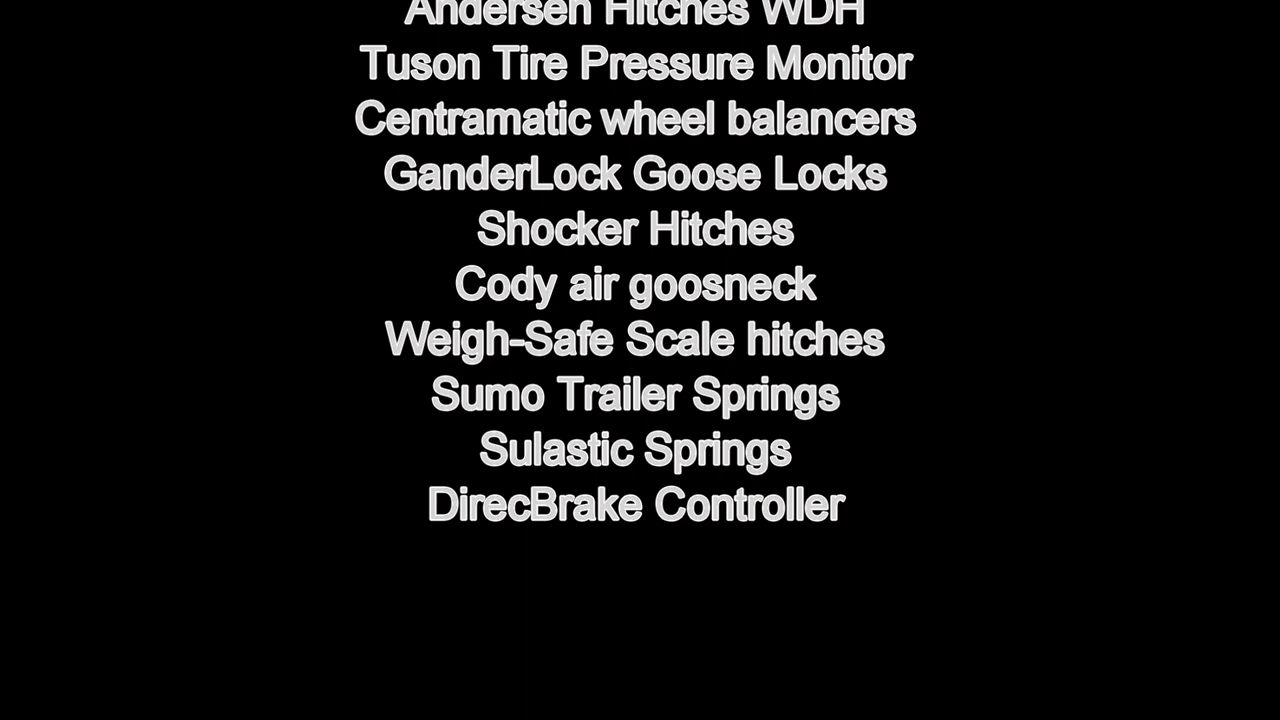 Andersen Hitches WDH
Tuson Tire Pressure Monitor
Centramatic wheel balancers
GanderLock Goose Locks
Shocker Hitches
Cody air goosneck
Weigh-Safe Scale hitches
Sumo Trailer Springs
Sulastic Springs
DirecBrake Controller